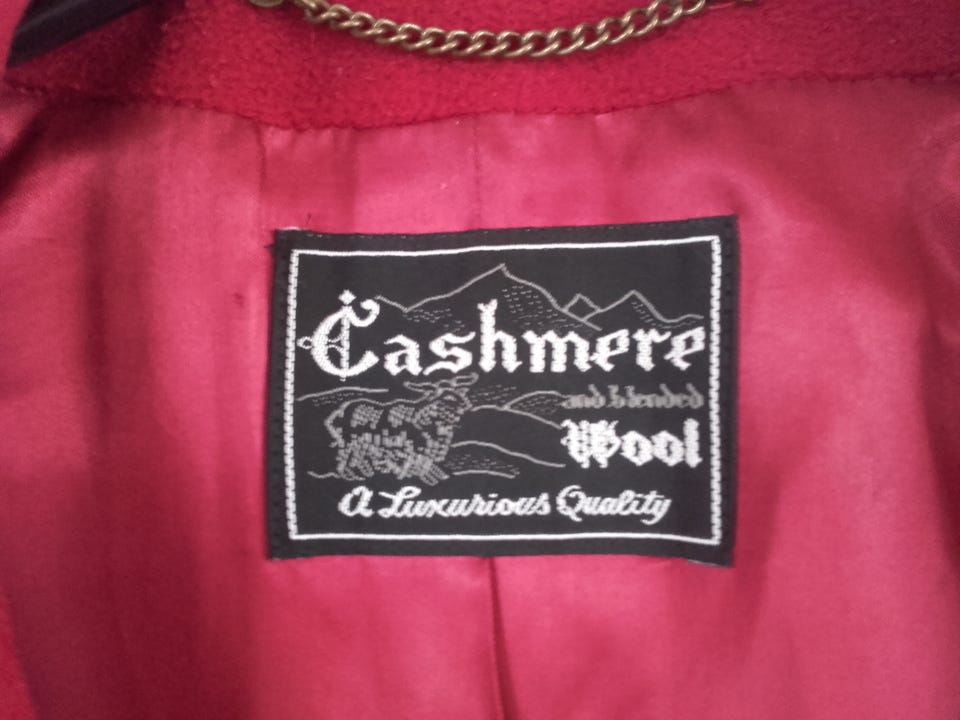 Cashmere
and blended
Wool
A Luxurious Quality